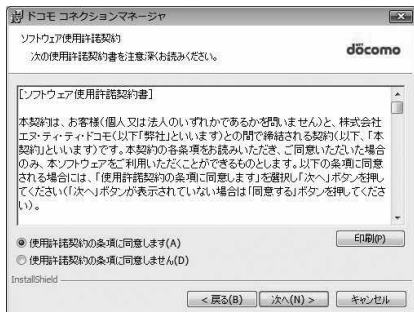 ドコモ コネクションマネージャ
ソフトウェア使用許諾契約
次の使用許諾契約書を注意深くお読みください。
döcomo
[ソフトウェア使用許諾契約書]
本契約は、お客様(個人又は法人のいずれかであるかを問いません)と、株式会社
エヌ・ティ・ティ・ドコモ(以下「弊社」といいます)との間で締結される契約(以下、「本
契約」といいます)です。本契約の各条項をお読みいただき、ご同意いただいた場合
のみ、本ソフトウェアをご利用いただくことができるものとします。以下の条項に同意
される場合には、「使用許諾契約の条項に同意します」を選択し「次へ」ボタンを押し
てください(「次へ」ボタンが表示されていない場合は「同意する」ボタンを押してくださ
い)。
使用許諾契約の条項に同意します(A)
印刷(P)
使用許諾契約の条項に同意しません(D)
InstallShield
< 戻る(B) 次へ(N) > キャンセル